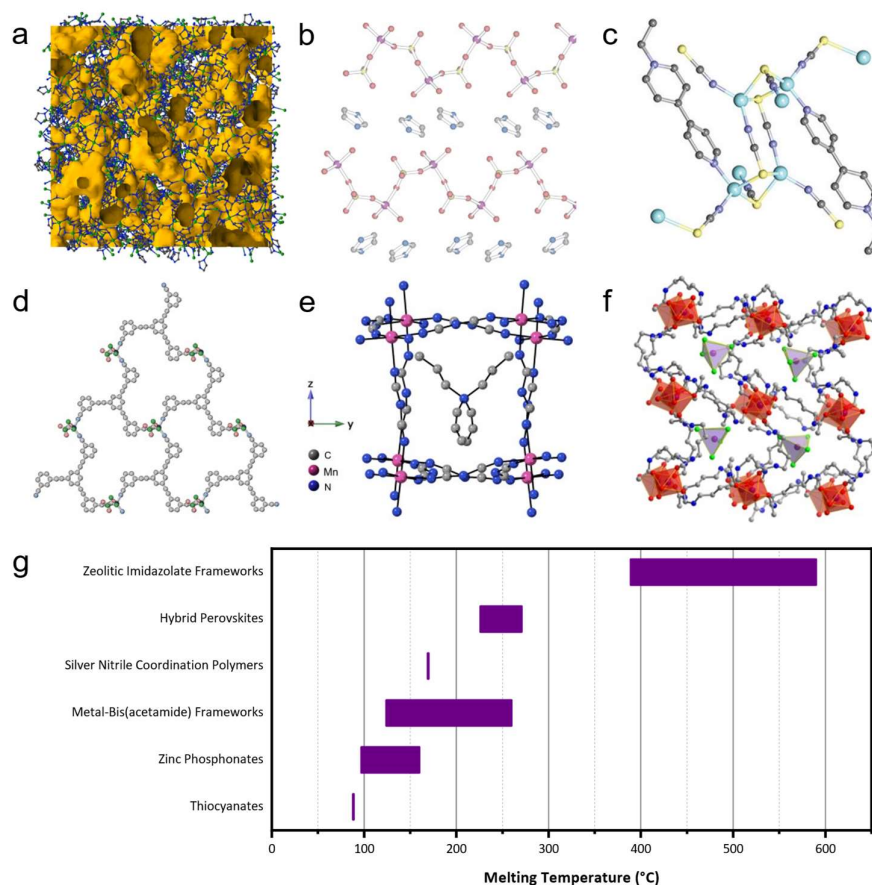 a
b
c
d
e
f
z
y
C
Mn
N
g
Zeolitic Imidazolate Frameworks
Hybrid Perovskites
Silver Nitrile Coordination Polymers
Metal-Bis(acetamide) Frameworks
Zinc Phosphonates
Thiocyanates
0 100 200 300 400 500 600
Melting Temperature (°C)